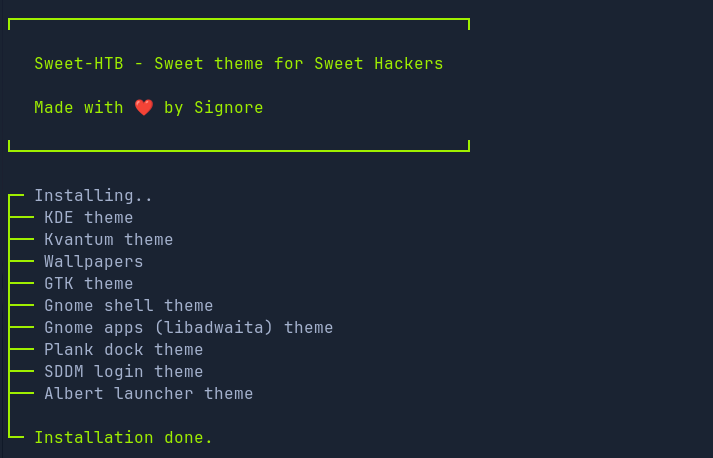 Sweet-HTB - Sweet theme for Sweet Hackers
Made with ❤️ by Signore
Installing..
KDE theme
Kvantum theme
Wallpapers
GTK theme
Gnome shell theme
Gnome apps (libadwaita) theme
Plank dock theme
SDDM login theme
Albert launcher theme
Installation done.